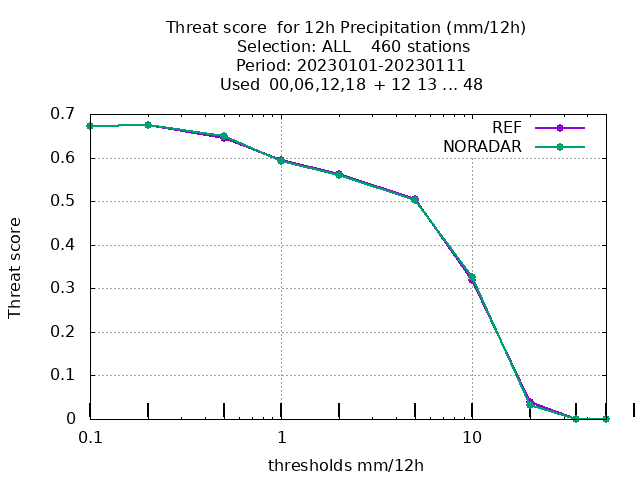 Threat score  for 12h Precipitation (mm/12h)
Selection: ALL    460 stations
Period: 20230101-20230111
Used  00,06,12,18  + 12 13 ... 48
REF
NORADAR
0.7
0.6
0.5
0.4
0.3
0.2
0.1
0
Threat score
0.1
1
10
thresholds mm/12h